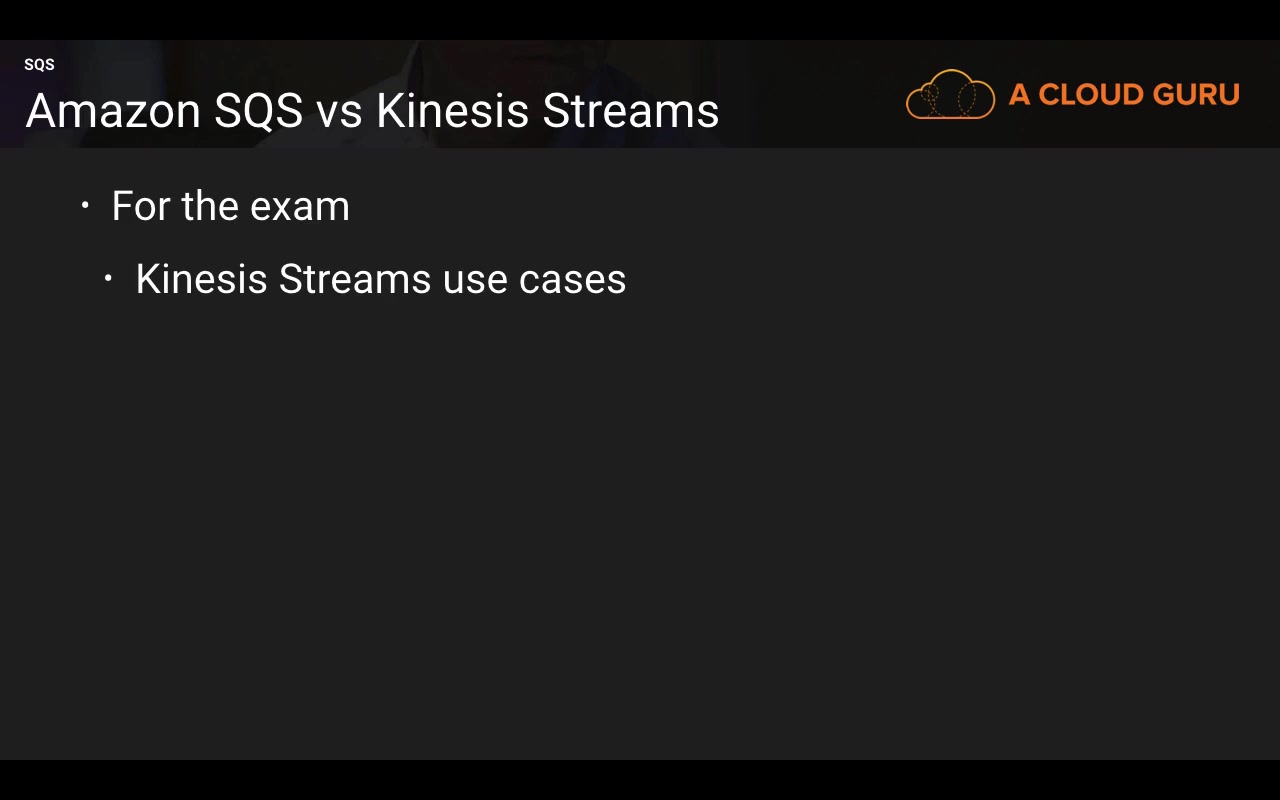 SQS
Amazon SQS vs Kinesis Streams
A CLOUD GURU
• For the exam
• Kinesis Streams use cases